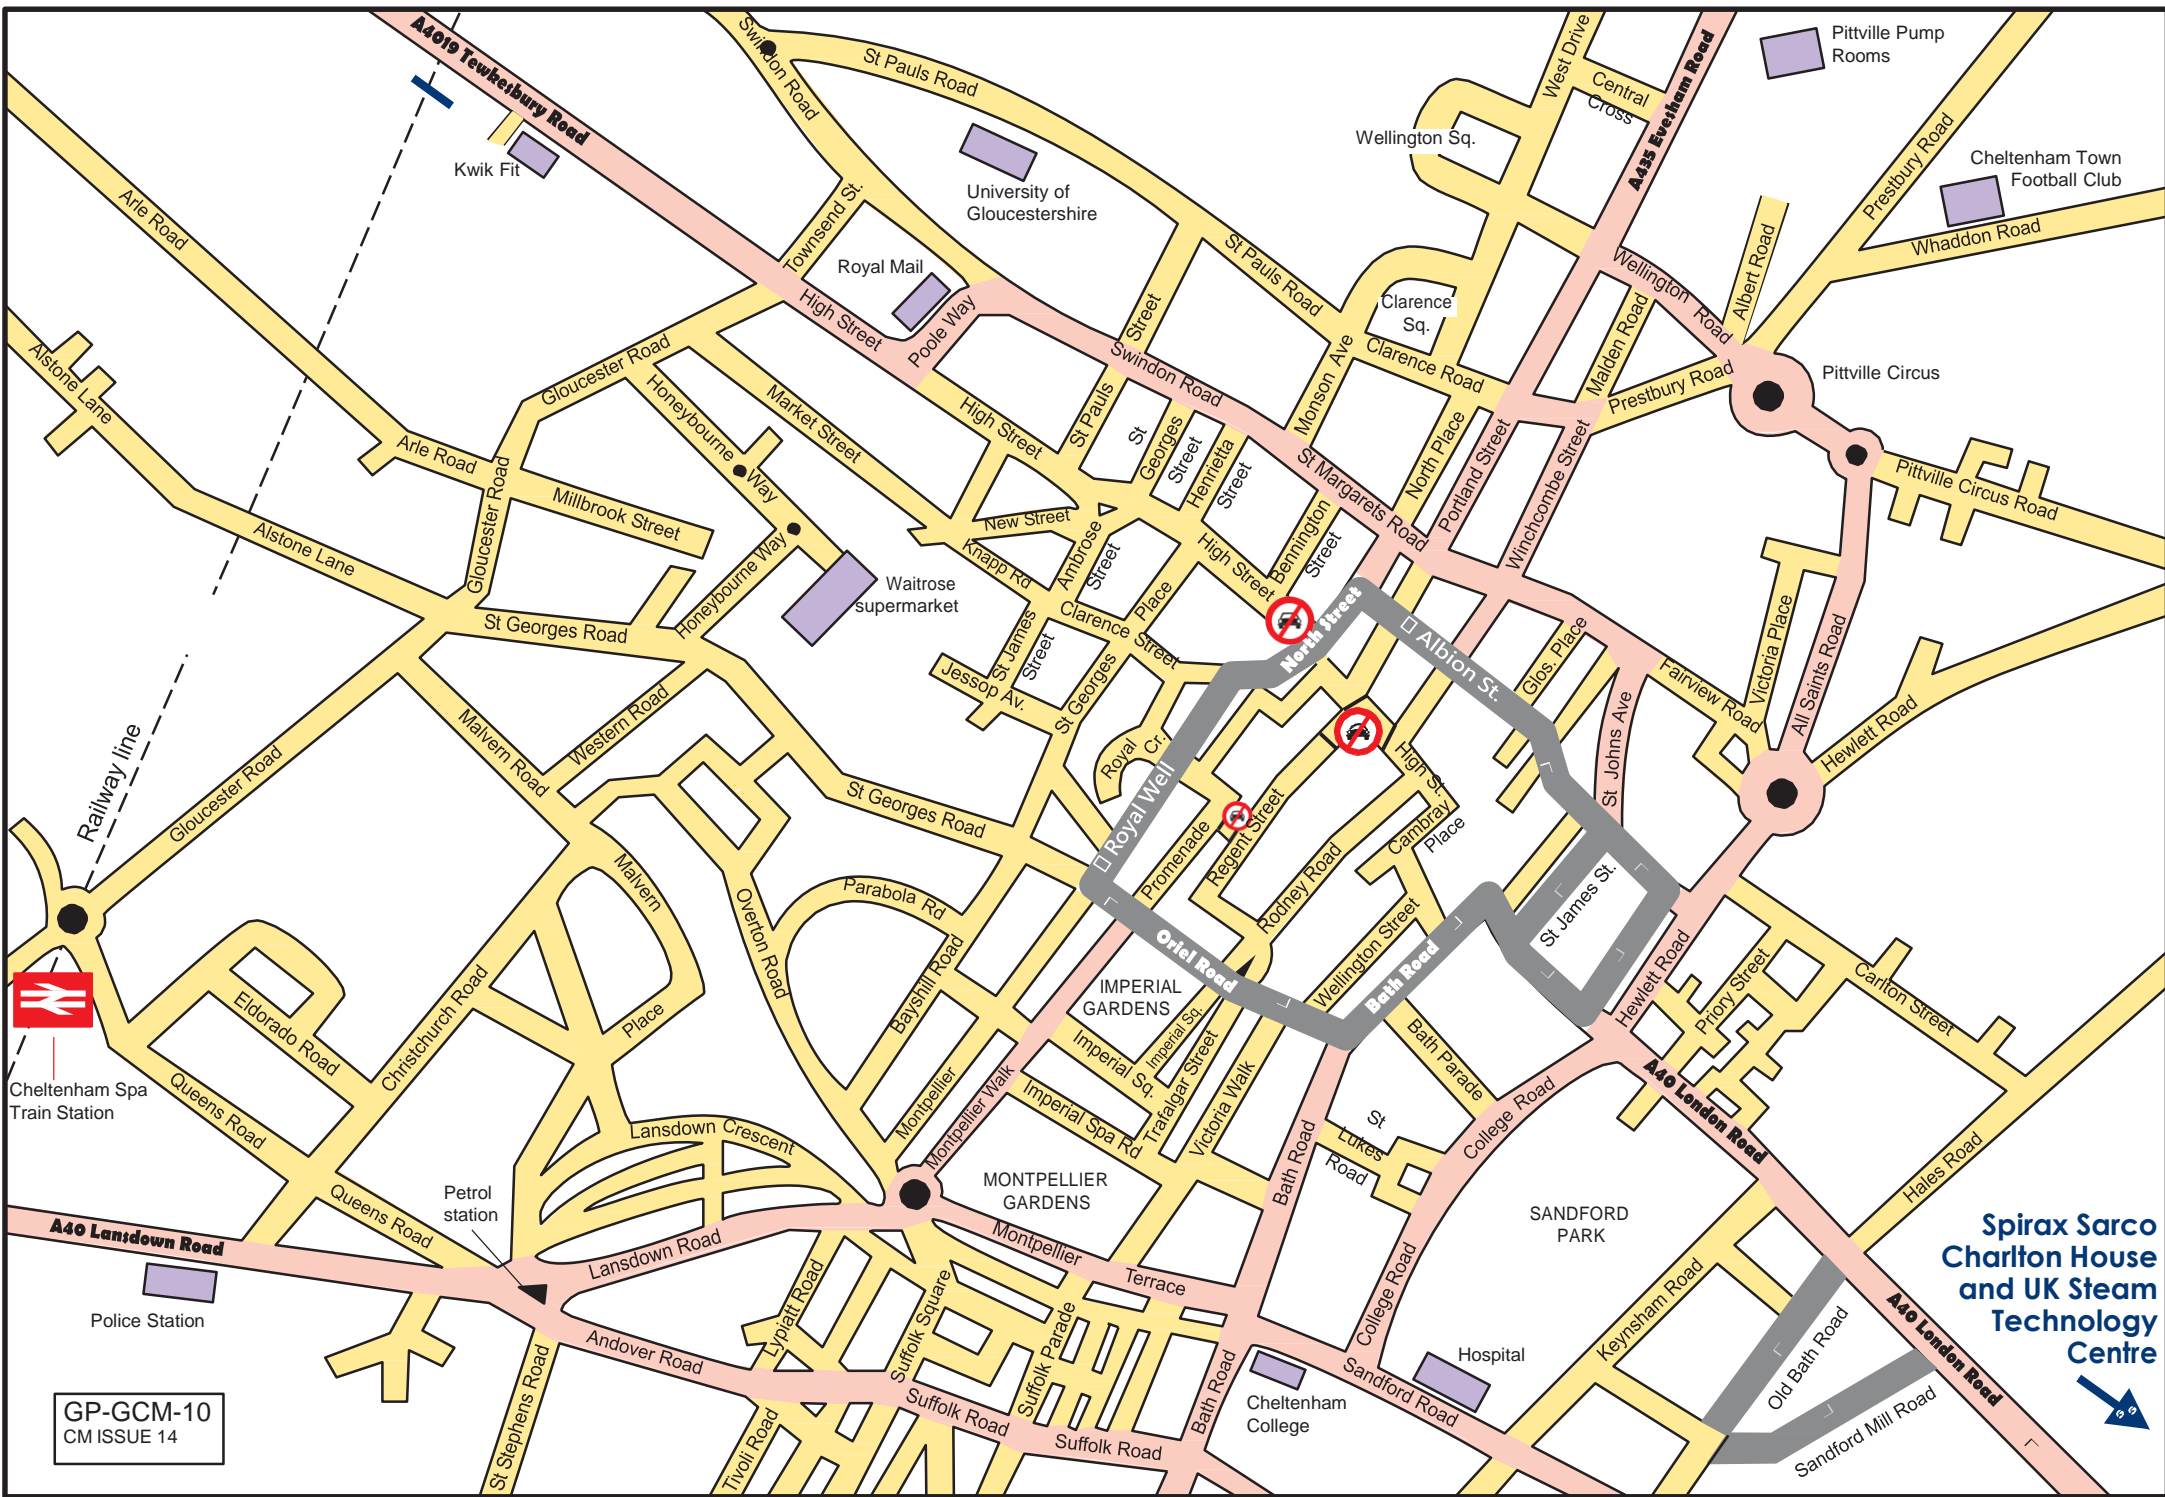 A4019 Tewkesbury Road
Swindon Road
St Pauls Road
West Drive
Central
Cross
A435 Evesham Road
Pittville Pump
Rooms
Wellington Sq.
Prestbury Road
Cheltenham Town
Football Club
Kwik Fit
University of
Gloucestershire
Arle Road
Townsend St.
Whaddon Road
Royal Mail
St Pauls Road
Wellington
Road
Albert Road
High Street
Poole Way
Street
Clarence
Sq.
Malden Road
Alstone Lane
Gloucester Road
Swindon Road
Monson Ave
Clarence Road
Prestbury Road
Pittville Circus
Honeybourne
Way
Market Street
High Street
St Pauls
St
Georges
Street
Henrietta
Street
North Place
Portland Street
Winchcombe Street
Arle Road
Gloucester Road
Millbrook Street
St Margarets Road
Pittville Circus Road
Alstone Lane
Honeybourne Way
New Street
Knapp Rd
Ambrose
Street
High Street
Bennington
Street
Waitrose
supermarket
St Georges Road
Clarence Street
Place
St James
Street
North Street
Albion St.
Glos. Place
Victoria Place
All Saints Road
Fairview Road
Jessop Av.
St Georges
Hewlett Road
Railway line
Malvern Road
Western Road
Royal
Cr.
High St.
St Johns Ave
Gloucester Road
St Georges Road
Royal Well
Promenade
Regent Street
Cambray
Place
Malvern
Place
Overton Road
Parabola Rd
Rodney Road
St James St.
Wellington Street
Bayshill Road
Oriel Road
Bath Road
Hewlett Road
Priory Street
Carlton Street
Eldorado Road
Christchurch Road
IMPERIAL
GARDENS
Imperial Sq.
Imperial Sq.
Cheltenham Spa
Train Station
Queens Road
Montpellier
Montpellier Walk
Trafalgar Street
Victoria Walk
Bath Parade
A40 London Road
Lansdown Crescent
Imperial Spa Rd
St
Lukes
Road
College Road
Hales Road
Queens Road
Petrol
station
MONTPELLIER
GARDENS
Bath Road
SANDFORD
PARK
A40 Lansdown Road
Lansdown Road
Montpellier
Terrace
Spirax Sarco
Charlton House
and UK Steam
Technology
Centre
Police Station
Lypiatt Road
Suffolk Square
Suffolk Parade
College Road
Keynsham Road
Old Bath Road
A40 London Road
Andover Road
Sandford Road
Hospital
Cheltenham
College
St Stephens Road
Tivoli Road
Suffolk Road
Suffolk Road
Bath Road
Sandford Mill Road
GP-GCM-10
CM ISSUE 14